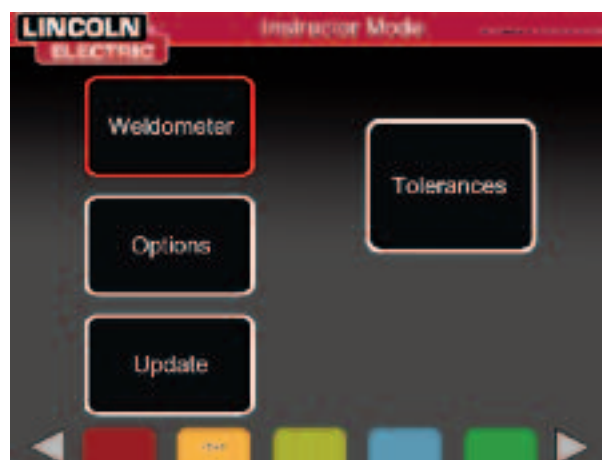 LINCOLN
ELECTRIC
Instructor Mode
Weldometer
Tolerances
Options
Update